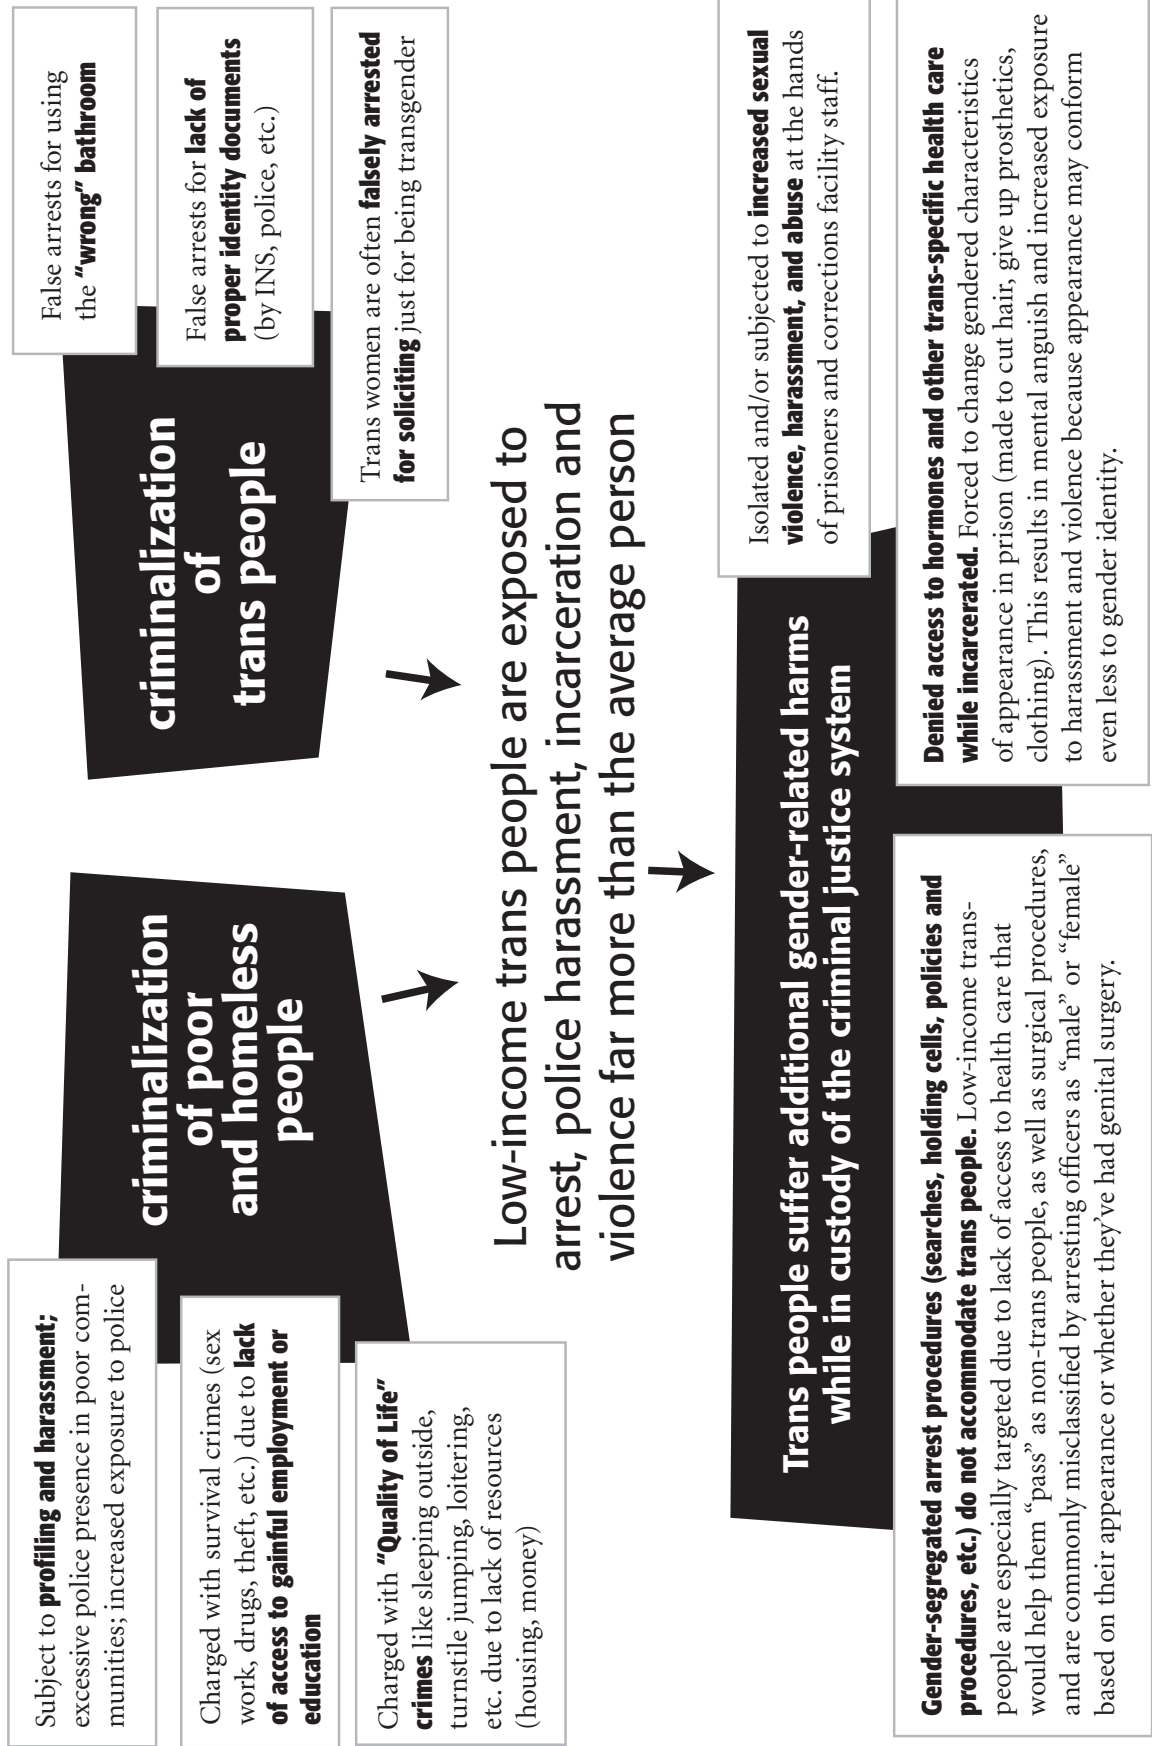 Subject to profiling and harassment;
excessive police presence in poor com-
munities; increased exposure to police
Charged with survival crimes (sex
work, drugs, theft, etc.) due to lack
of access to gainful employment or
education
Charged with “Quality of Life”
crimes like sleeping outside,
turnstile jumping, loitering,
etc. due to lack of resources
(housing, money)
criminalization
of poor
and homeless
people
criminalization
of
trans people
False arrests for using
the “wrong” bathroom
False arrests for lack of
proper identity documents
(by INS, police, etc.)
Trans women are often falsely arrested
for soliciting just for being transgender
Low-income trans people are exposed to
arrest, police harassment, incarceration and
violence far more than the average person
Trans people suffer additional gender-related harms
while in custody of the criminal justice system
Isolated and/or subjected to increased sexual
violence, harassment, and abuse at the hands
of prisoners and corrections facility staff.
Gender-segregated arrest procedures (searches, holding cells, policies and
procedures, etc.) do not accommodate trans people. Low-income trans-
people are especially targeted due to lack of access to health care that
would help them “pass” as non-trans people, as well as surgical procedures,
and are commonly misclassified by arresting officers as “male” or “female”
based on their appearance or whether they’ve had genital surgery.
Denied access to hormones and other trans-specific health care
while incarcerated. Forced to change gendered characteristics
of appearance in prison (made to cut hair, give up prosthetics,
clothing). This results in mental anguish and increased exposure
to harassment and violence because appearance may conform
even less to gender identity.